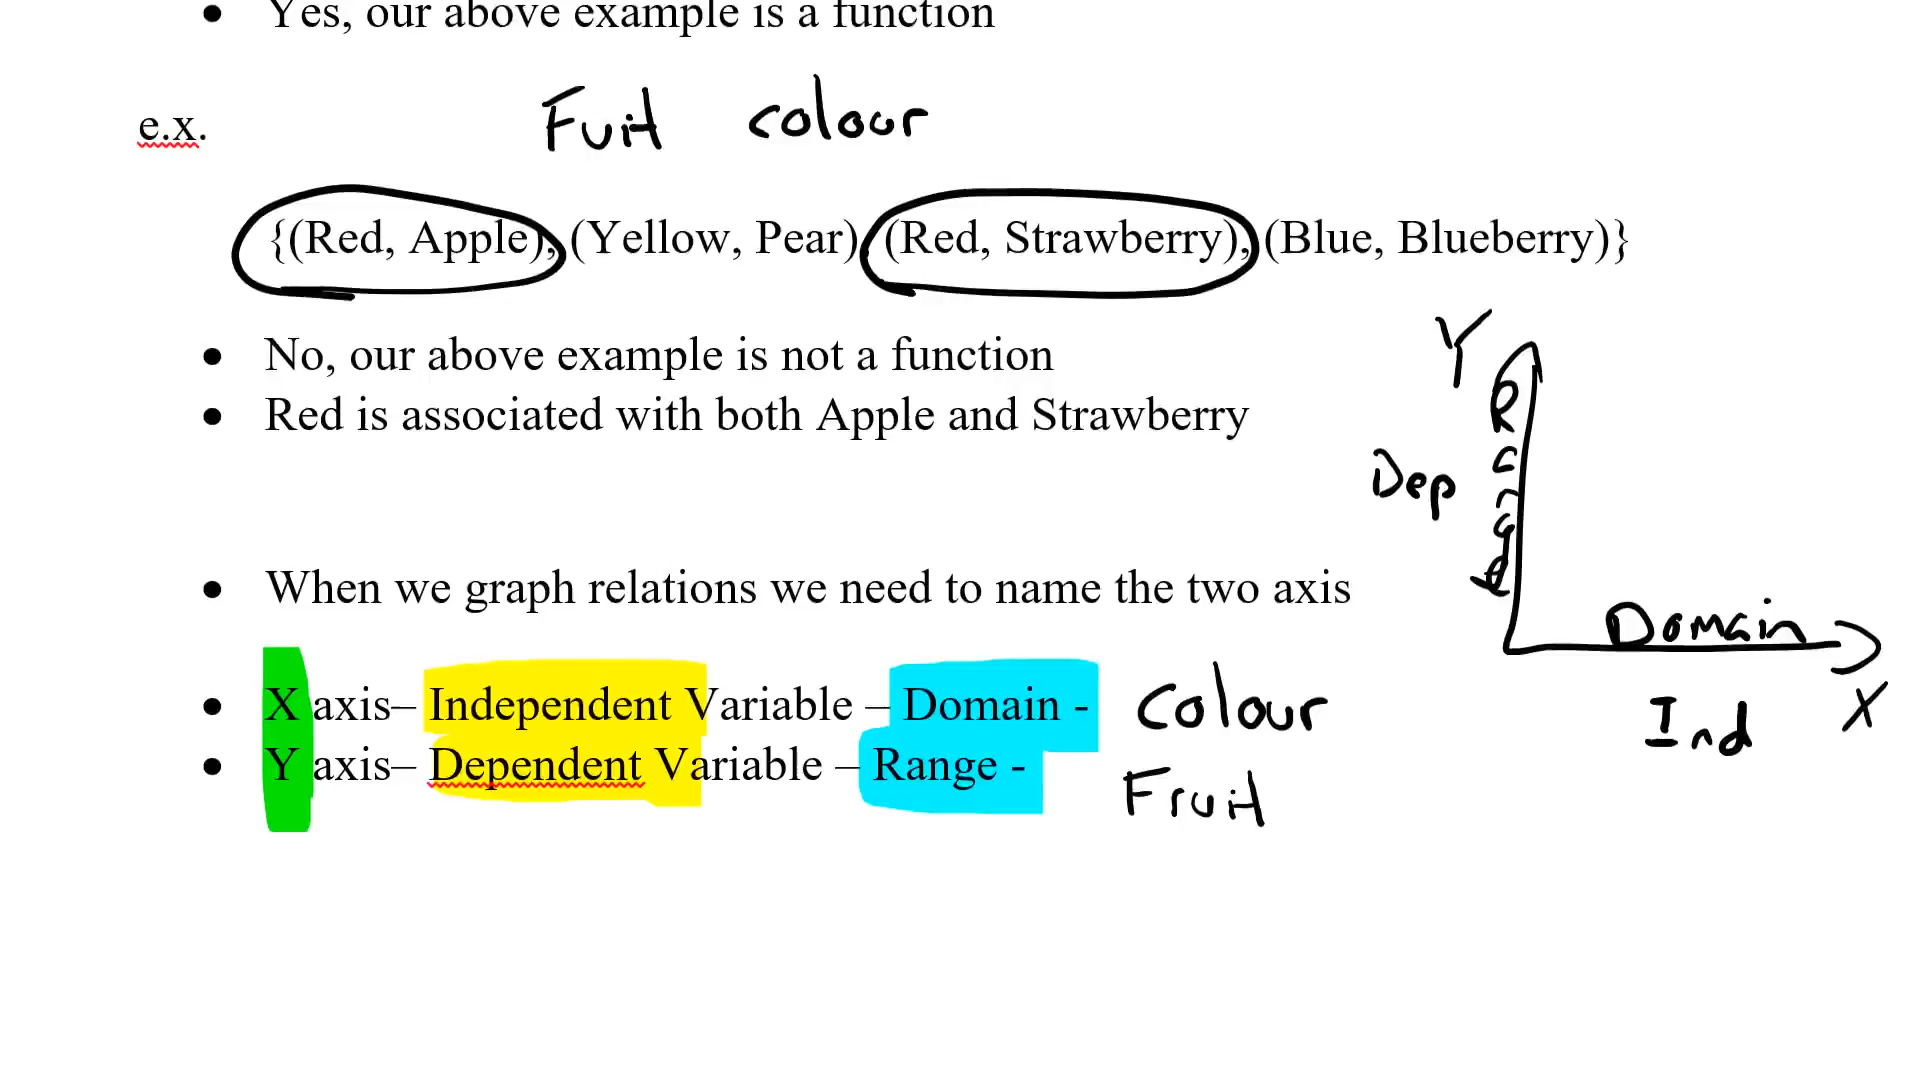 Yes, our above example is a function
e.x.
Fuit colour
{(Red, Apple), (Yellow, Pear), (Red, Strawberry), (Blue, Blueberry)}
No, our above example is not a function
Red is associated with both Apple and Strawberry
Y
Range
Dep
When we graph relations we need to name the two axis
Domain
X axis– Independent Variable – Domain - Colour
Ind
X
Y axis– Dependent Variable – Range - Fruit